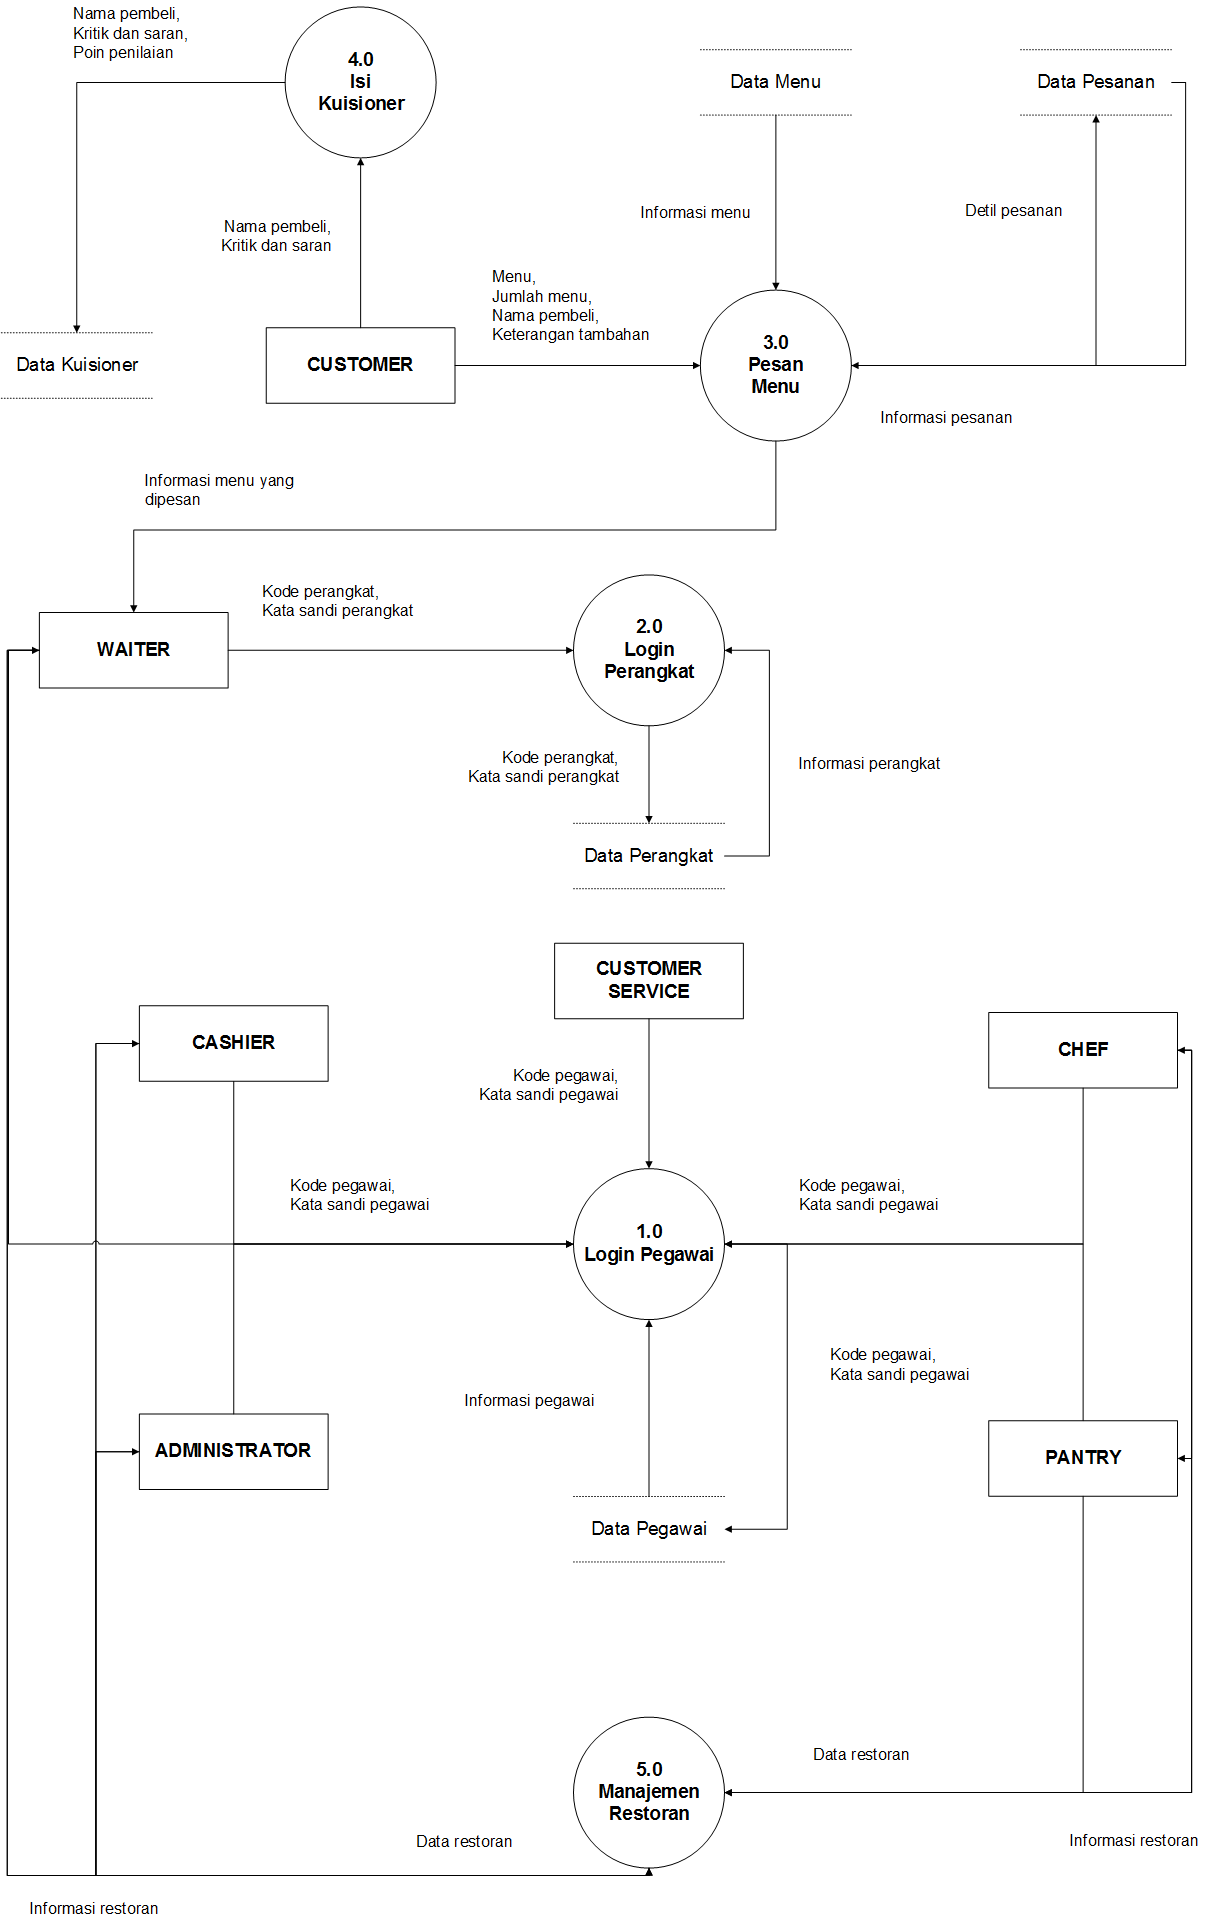 Nama pembeli,
Kritik dan saran,
Poin penilaian
4.0
Isi
Kuisioner
Data Menu
Data Pesanan
Nama pembeli,
Kritik dan saran
Informasi menu
Detil pesanan
Menu,
Jumlah menu,
Nama pembeli,
Keterangan tambahan
Data Kuisioner
CUSTOMER
3.0
Pesan
Menu
Informasi pesanan
Informasi menu yang
dipesan
Kode perangkat,
Kata sandi perangkat
WAITER
2.0
Login
Perangkat
Kode perangkat,
Kata sandi perangkat
Informasi perangkat
Data Perangkat
CUSTOMER
SERVICE
CASHIER
CHEF
Kode pegawai,
Kata sandi pegawai
Kode pegawai,
Kata sandi pegawai
Kode pegawai,
Kata sandi pegawai
1.0
Login Pegawai
Kode pegawai,
Kata sandi pegawai
Informasi pegawai
ADMINISTRATOR
PANTRY
Data Pegawai
5.0
Manajemen
Restoran
Data restoran
Data restoran
Informasi restoran
Informasi restoran